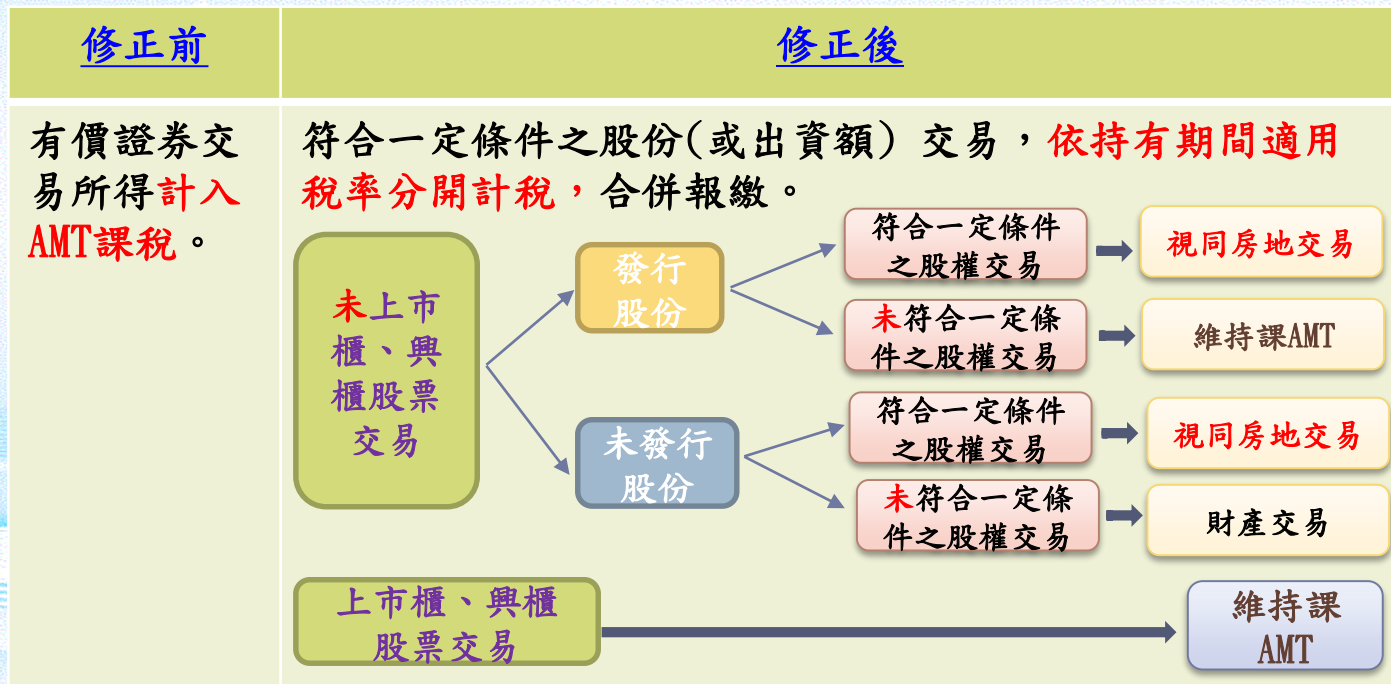 修正前
修正後
有價證券交
易所得計入
AMT課稅。
符合一定條件之股份(或出資額) 交易，依持有期間適用
稅率分開計稅，合併報繳。
未上市
櫃、興
櫃股票
交易
發行
股份
符合一定條件
之股權交易
視同房地交易
未符合一定條
件之股權交易
維持課AMT
未發行
股份
符合一定條件
之股權交易
視同房地交易
未符合一定條
件之股權交易
財產交易
上市櫃、興櫃
股票交易
維持課
AMT